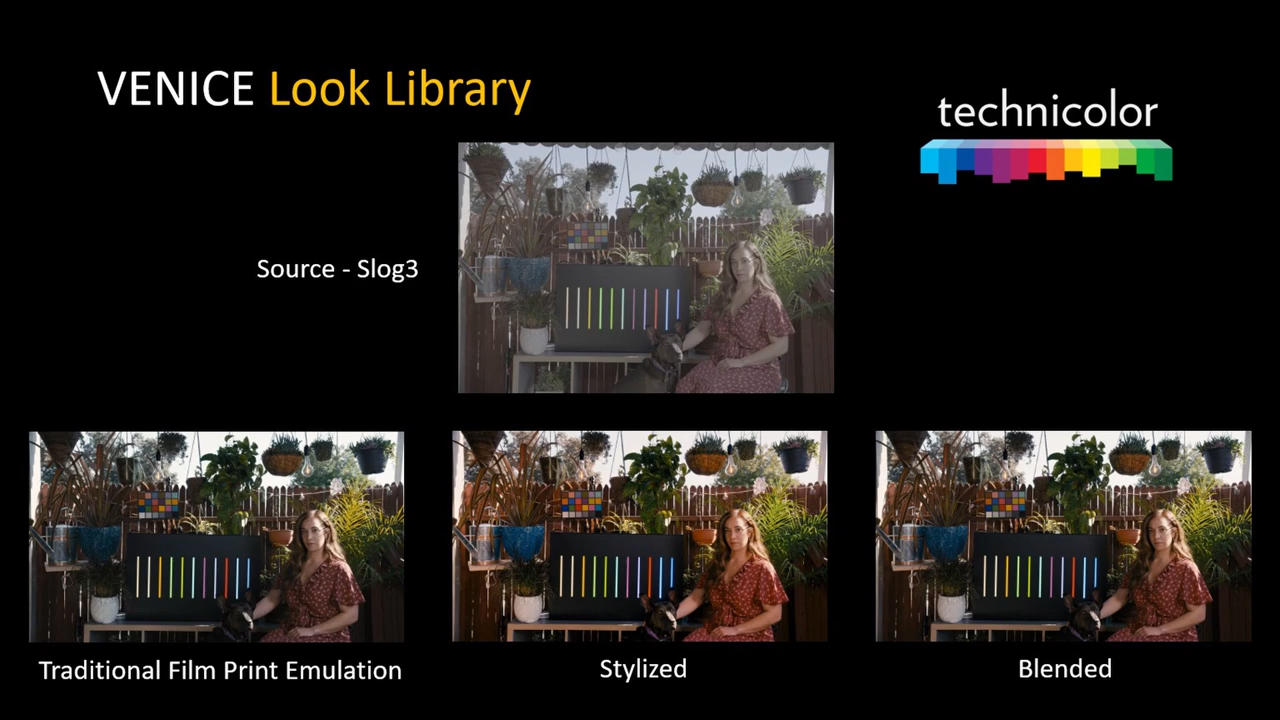 VENICE Look Library
technicolor
Source - Slog3
Traditional Film Print Emulation
Stylized
Blended